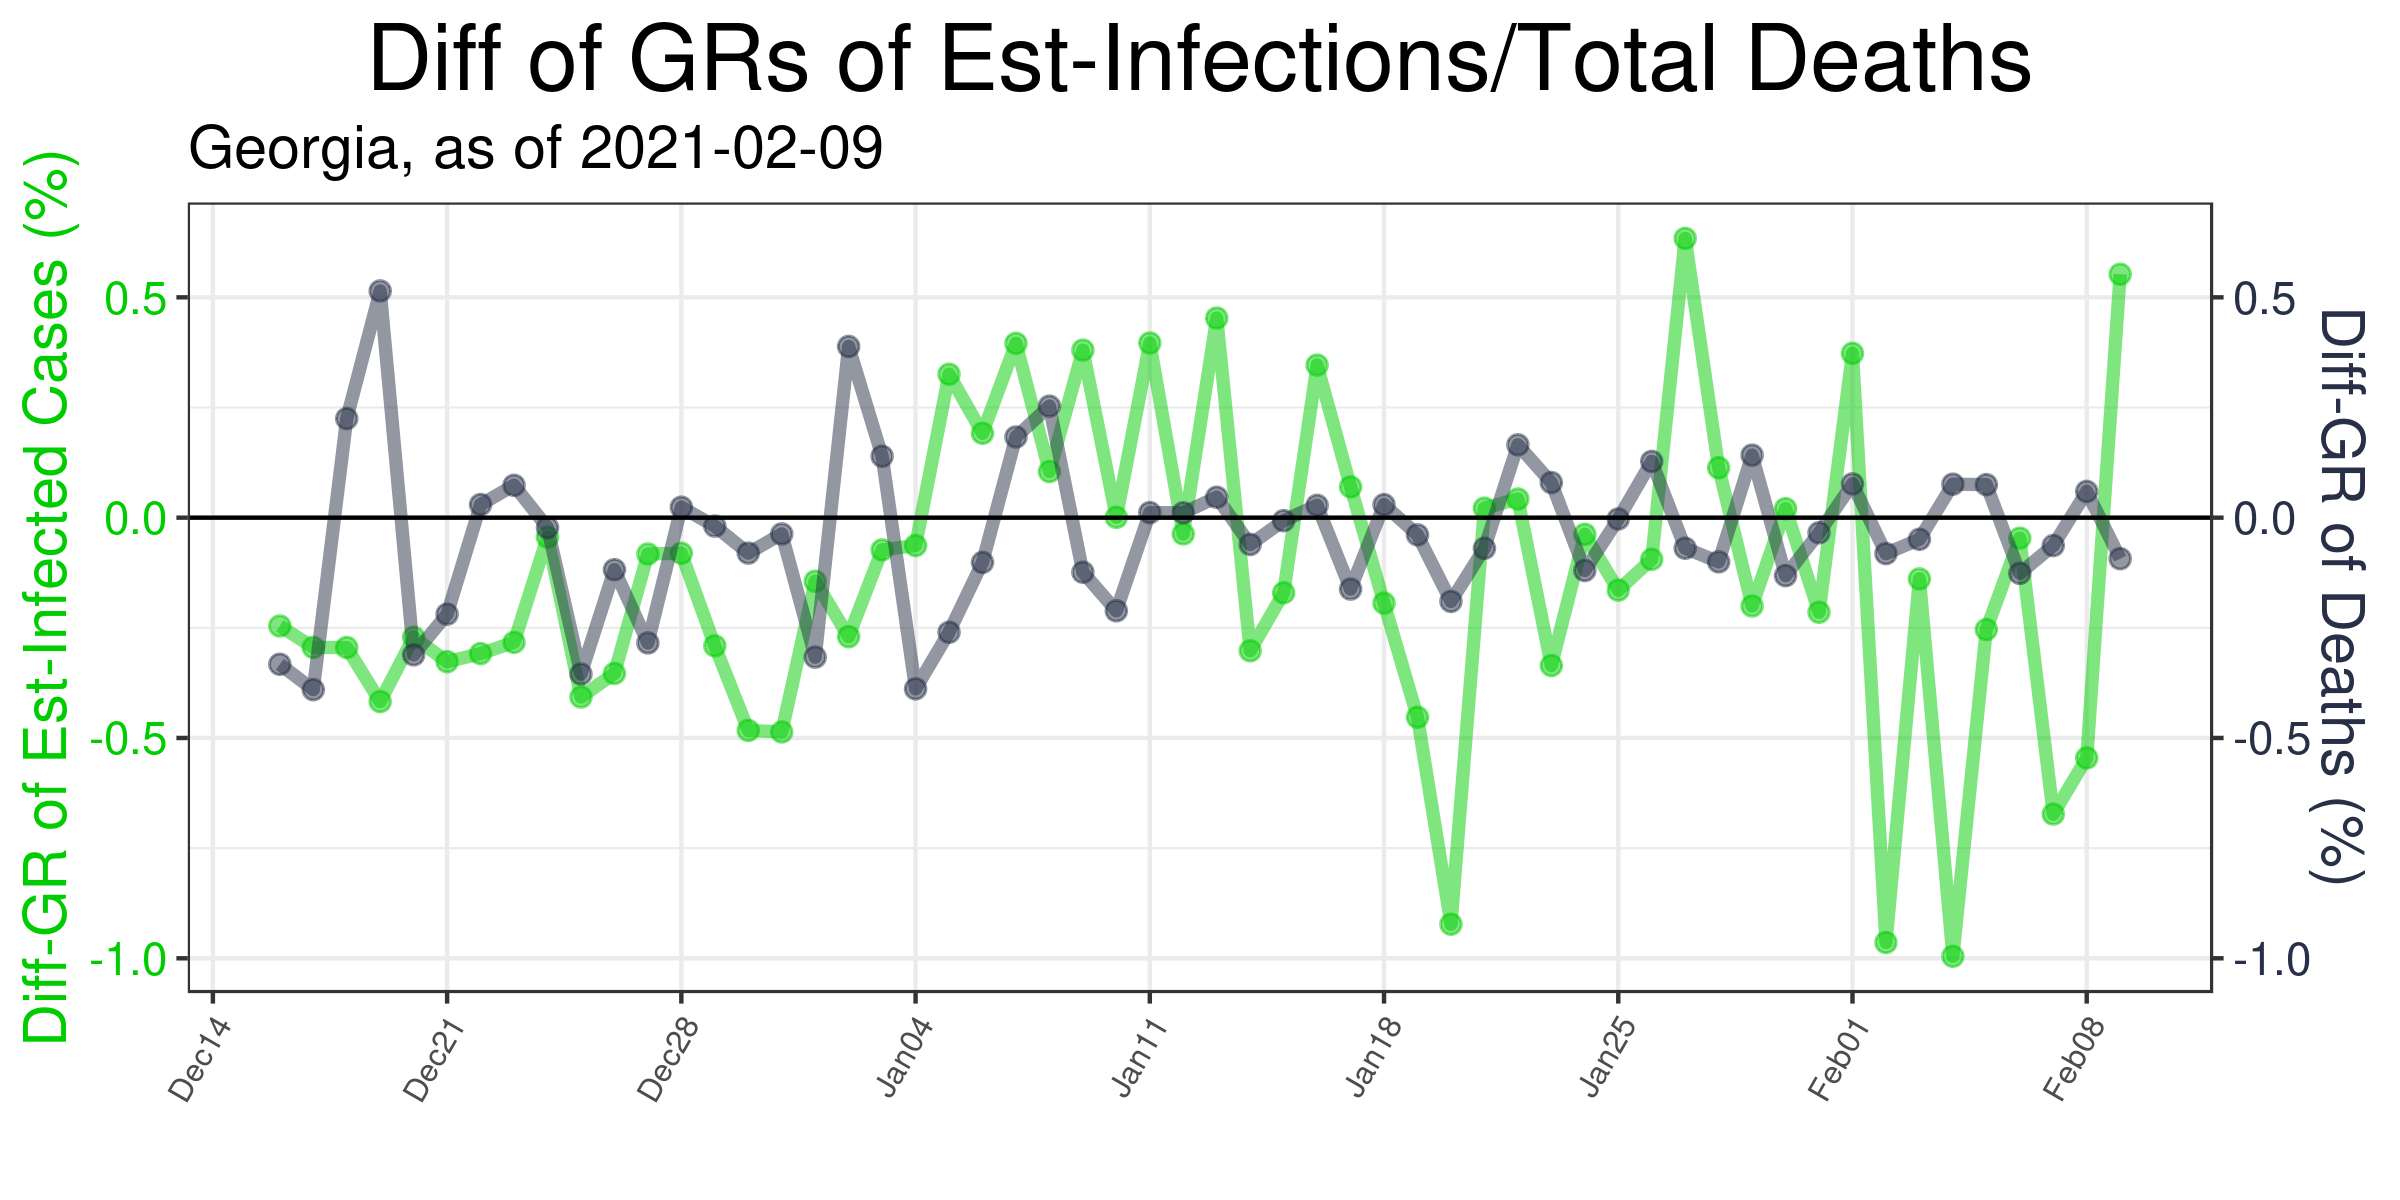 Diff of GRs of Est-Infections/Total Deaths
Georgia, as of 2021-02-09
Diff-GR of Est-Infected Cases (%)
0.5
0.0
-0.5
-1.0
0.5
0.0
-0.5
-1.0
Diff-GR of Deaths (%)
Dec14
Dec21
Dec28
Jan04
Jan11
Jan18
Jan25
Feb01
Feb08